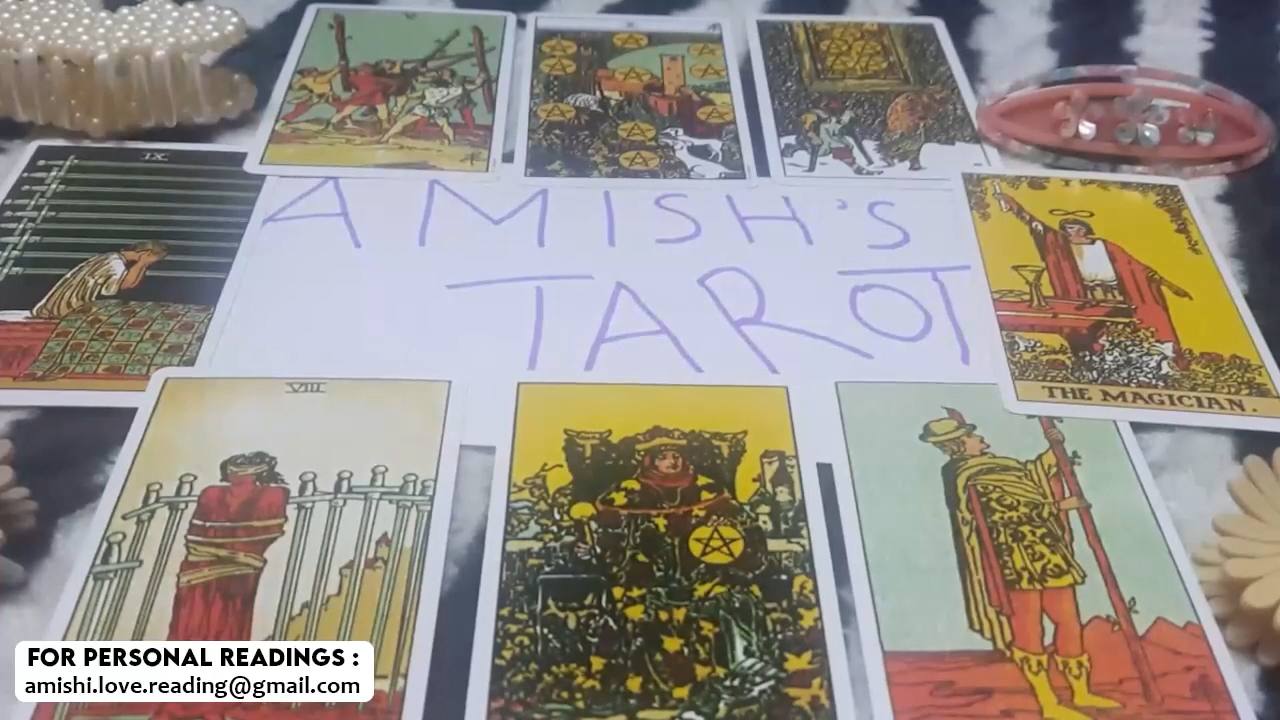 X
IX
AMISH'S
TAROT
THE MAGICIAN.
VIII
FOR PERSONAL READINGS :
amishi.love.reading@gmail.com